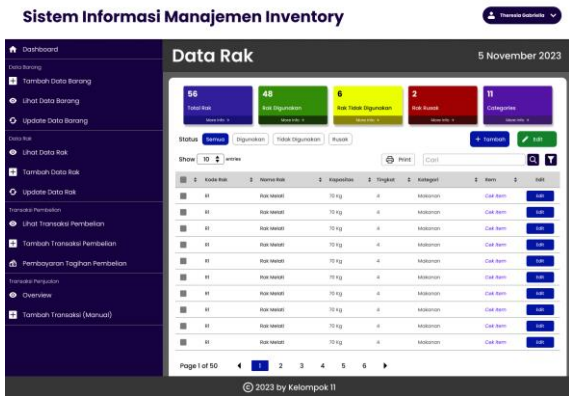 Sistem Informasi Manajemen Inventory
Theresia Gabriella
Dashboard
Data Rak
5 November 2023
Data Barang
Tambah Data Barang
Lihat Data Barang
Update Data Barang
Data Rak
Lihat Data Rak
Tambah Data Rak
Update Data Rak
Transaksi Pembelian
Lihat Transaksi Pembelian
Tambah Transaksi Pembelian
Pembayaran Tagihan Pembelian
Transaksi Penjualan
Overview
Tambah Transaksi (Manual)
56
Total Rak
More Info
48
Rak Digunakan
More Info
6
Rak Tidak Digunakan
More Info
2
Rak Rusak
More Info
11
Categories
More Info
Status Semua Digunakan Tidak Digunakan Rusak + Tambah Edit
Show 10 entries Print Cari
Kode Rak Nama Rak Kapasitas Tingkat Kategori Item Edit
R1 Rak Melati 70 Kg 4 Makanan Cek Item Edit
R1 Rak Melati 70 Kg 4 Makanan Cek Item Edit
R1 Rak Melati 70 Kg 4 Makanan Cek Item Edit
R1 Rak Melati 70 Kg 4 Makanan Cek Item Edit
R1 Rak Melati 70 Kg 4 Makanan Cek Item Edit
R1 Rak Melati 70 Kg 4 Makanan Cek Item Edit
R1 Rak Melati 70 Kg 4 Makanan Cek Item Edit
R1 Rak Melati 70 Kg 4 Makanan Cek Item Edit
R1 Rak Melati 70 Kg 4 Makanan Cek Item Edit
R1 Rak Melati 70 Kg 4 Makanan Cek Item Edit
Page 1 of 50 1 2 3 4 5 6
© 2023 by Kelompok 11